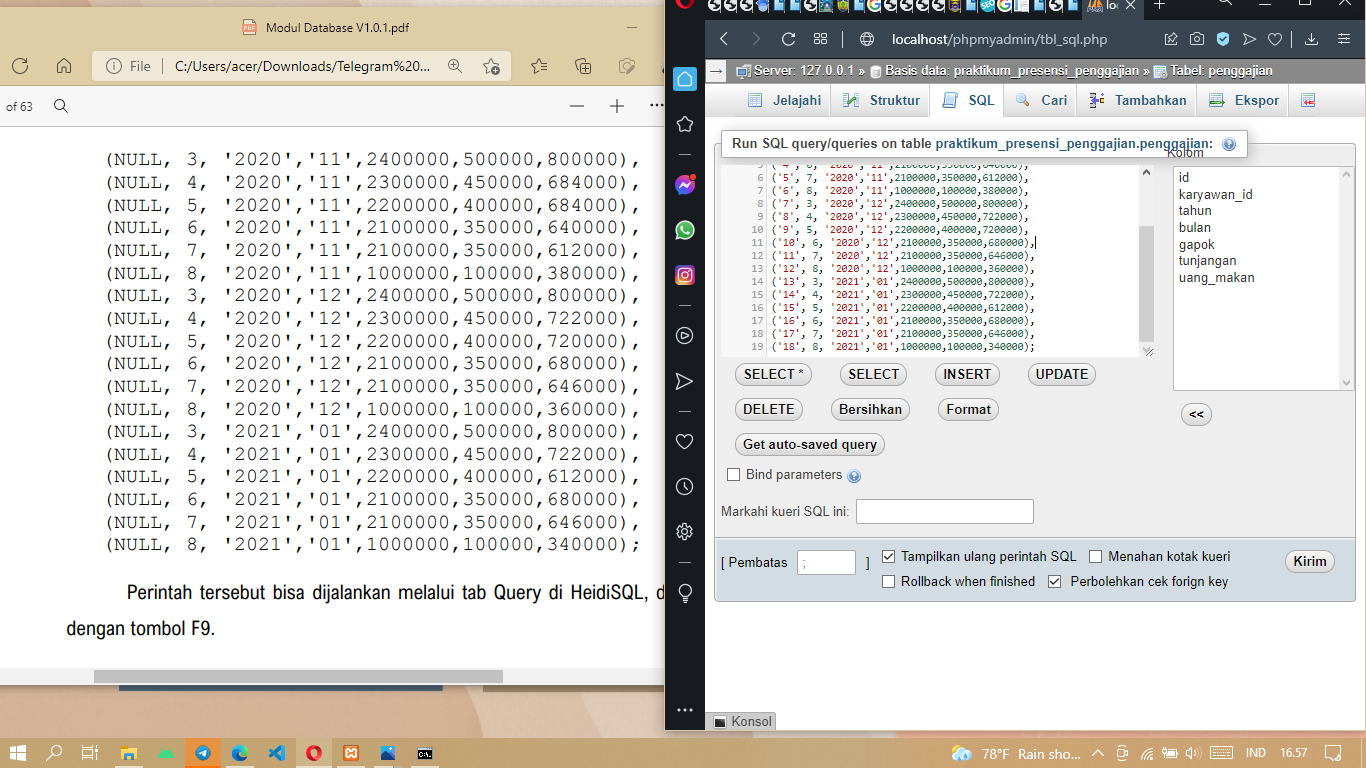 Modul Database V1.0.1.pdf
File
C:/Users/acer/Downloads/Telegram%20...
of 63
(NULL, 3, '2020','11',2400000,500000,800000),
(NULL, 4, '2020','11',2300000,450000,684000),
(NULL, 5, '2020','11',2200000,400000,684000),
(NULL, 6, '2020','11',2100000,350000,640000),
(NULL, 7, '2020','11',2100000,350000,612000),
(NULL, 8, '2020','11',1000000,100000,380000),
(NULL, 3, '2020','12',2400000,500000,800000),
(NULL, 4, '2020','12',2300000,450000,722000),
(NULL, 5, '2020','12',2200000,400000,720000),
(NULL, 6, '2020','12',2100000,350000,680000),
(NULL, 7, '2020','12',2100000,350000,646000),
(NULL, 8, '2020','12',1000000,100000,360000),
(NULL, 3, '2021','01',2400000,500000,800000),
(NULL, 4, '2021','01',2300000,450000,722000),
(NULL, 5, '2021','01',2200000,400000,612000),
(NULL, 6, '2021','01',2100000,350000,680000),
(NULL, 7, '2021','01',2100000,350000,646000),
(NULL, 8, '2021','01',1000000,100000,340000);
Perintah tersebut bisa dijalankan melalui tab Query di HeidiSQL, d
dengan tombol F9.
loc
localhost/phpmyadmin/tbl_sql.php
Server: 127.0.0.1 » Basis data: praktikum_presensi_penggajian » Tabel: penggajian
Jelajahi
Struktur
SQL
Cari
Tambahkan
Ekspor
Run SQL query/queries on table praktikum_presensi_penggajian.penggajian:
Kolom
5 ('4', 6, '2020','11',2100000,350000,640000),
6 ('5', 7, '2020','11',2100000,350000,612000),
7 ('6', 8, '2020','11',1000000,100000,380000),
8 ('7', 3, '2020','12',2400000,500000,800000),
9 ('8', 4, '2020','12',2300000,450000,722000),
10 ('9', 5, '2020','12',2200000,400000,720000),
11 ('10', 6, '2020','12',2100000,350000,680000),
12 ('11', 7, '2020','12',2100000,350000,646000),
13 ('12', 8, '2020','12',1000000,100000,360000),
14 ('13', 3, '2021','01',2400000,500000,800000),
15 ('14', 4, '2021','01',2300000,450000,722000),
16 ('15', 5, '2021','01',2200000,400000,612000),
17 ('16', 6, '2021','01',2100000,350000,680000),
18 ('17', 7, '2021','01',2100000,350000,646000),
19 ('18', 8, '2021','01',1000000,100000,340000);
id
karyawan_id
tahun
bulan
gapok
tunjangan
uang_makan
SELECT *
SELECT
INSERT
UPDATE
DELETE
Bersihkan
Format
<<
Get auto-saved query
Bind parameters
Markahi kueri SQL ini:
[ Pembatas ; ]
Tampilkan ulang perintah SQL
Menahan kotak kueri
Rollback when finished
Perbolehkan cek forign key
Kirim
Konsol
78°F Rain sho...
IND
16.57